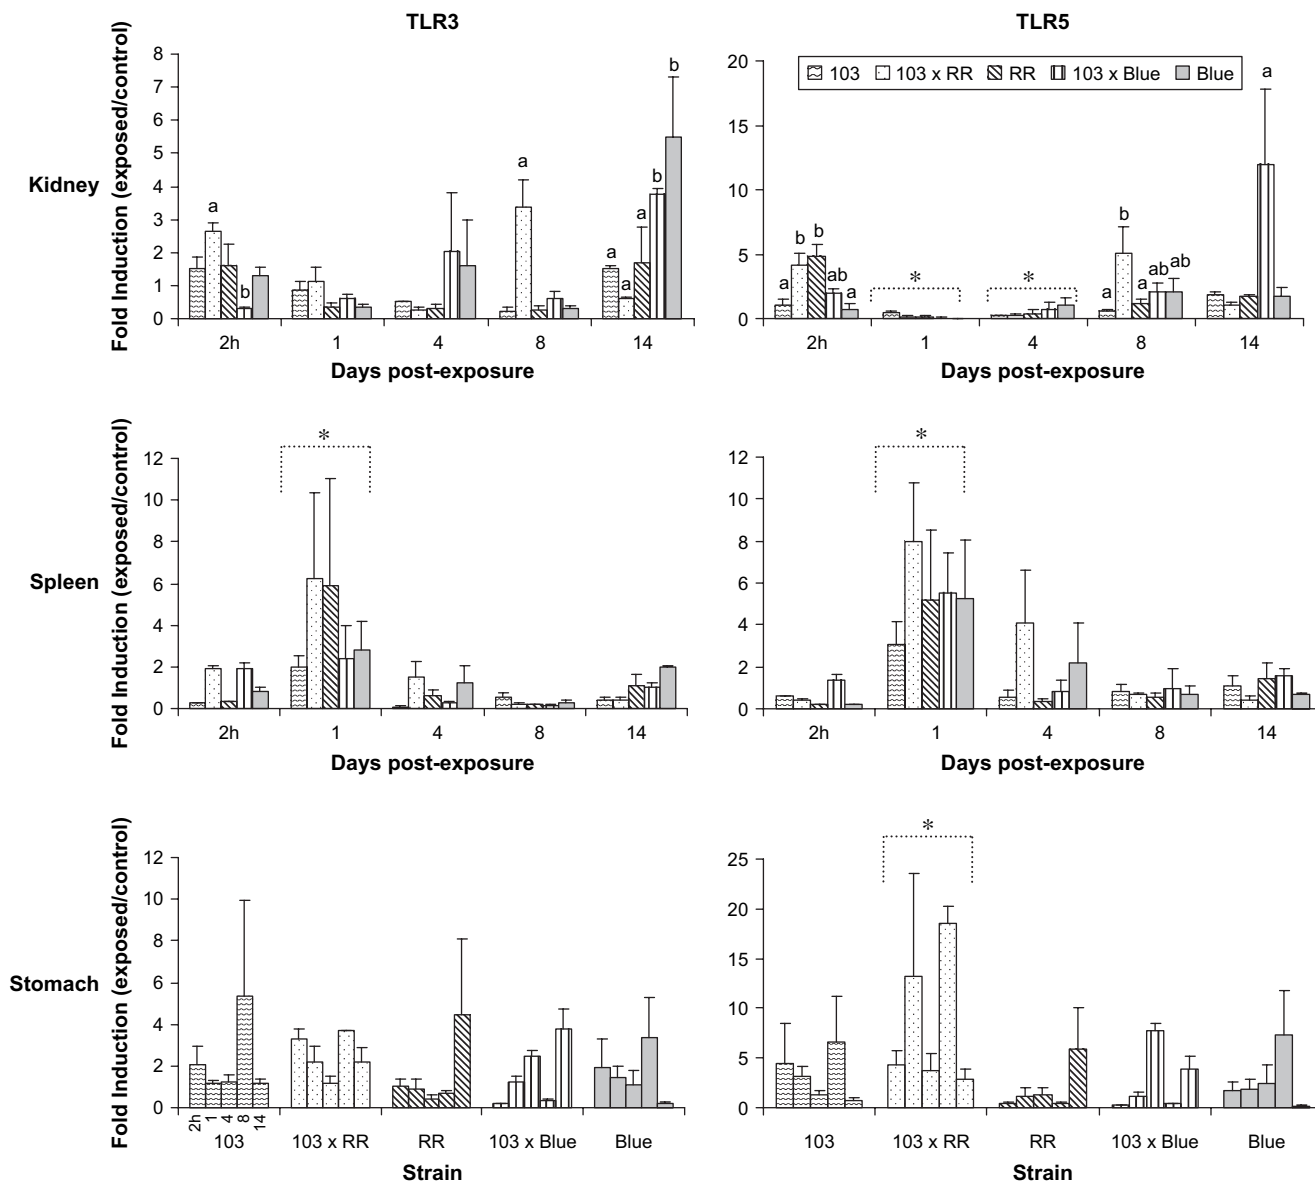 TLR3
TLR5
Kidney
Fold Induction (exposed/control)
8
7
6
5
4
3
2
1
0
a
b
a
a
a
a
b
b
2h 1 4 8 14
Days post-exposure
103 103 x RR RR 103 x Blue Blue
20
15
10
5
0
a
b
b
ab
a
*
*
a
b
a
ab
ab
a
2h 1 4 8 14
Days post-exposure
Spleen
Fold Induction (exposed/control)
12
10
8
6
4
2
0
*
2h 1 4 8 14
Days post-exposure
12
10
8
6
4
2
0
*
2h 1 4 8 14
Days post-exposure
Stomach
Fold Induction (exposed/control)
12
10
8
6
4
2
0
2h 1 4 8 14
103 103 x RR RR 103 x Blue Blue
Strain
25
20
15
10
5
0
*
103 103 x RR RR 103 x Blue Blue
Strain